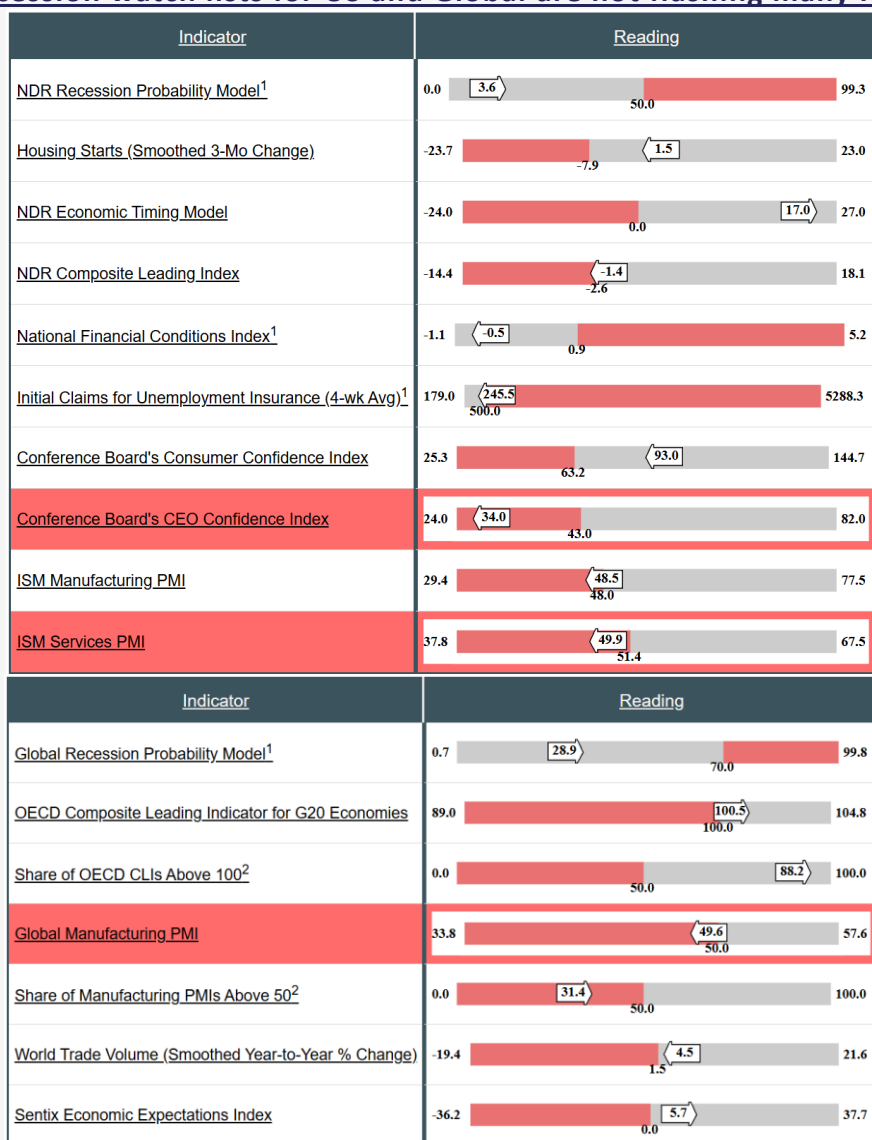 Indicator Reading
NDR Recession Probability Model1 0.0 3.6 50.0 99.3
Housing Starts (Smoothed 3-Mo Change) -23.7 -7.9 1.5 23.0
NDR Economic Timing Model -24.0 0.0 17.0 27.0
NDR Composite Leading Index -14.4 -2.6 -1.4 18.1
National Financial Conditions Index1 -1.1 -0.5 0.9 5.2
Initial Claims for Unemployment Insurance (4-wk Avg)1 179.0 245.5 500.0 5288.3
Conference Board's Consumer Confidence Index 25.3 63.2 93.0 144.7
Conference Board's CEO Confidence Index 24.0 34.0 43.0 82.0
ISM Manufacturing PMI 29.4 48.5 48.0 77.5
ISM Services PMI 37.8 49.9 51.4 67.5
Indicator Reading
Global Recession Probability Model1 0.7 28.9 70.0 99.8
OECD Composite Leading Indicator for G20 Economies 89.0 100.5 100.0 104.8
Share of OECD CLIs Above 1002 0.0 50.0 88.2 100.0
Global Manufacturing PMI 33.8 49.6 50.0 57.6
Share of Manufacturing PMIs Above 502 0.0 31.4 50.0 100.0
World Trade Volume (Smoothed Year-to-Year % Change) -19.4 1.5 4.5 21.6
Sentix Economic Expectations Index -36.2 0.0 5.7 37.7